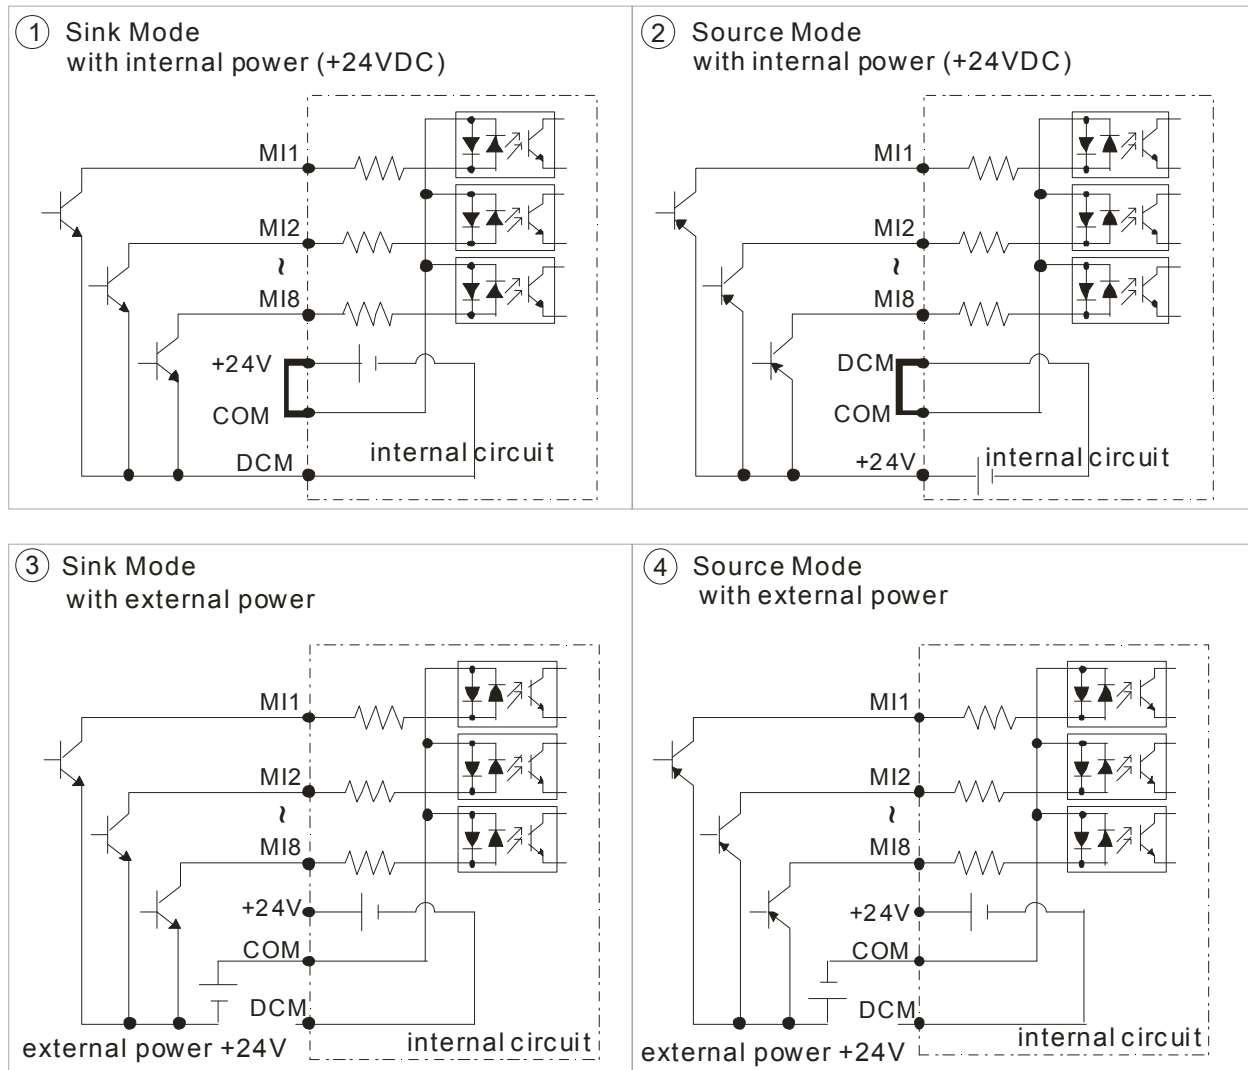 1 Sink Mode
with internal power (+24VDC)
MI1
MI2
~
MI8
+24V
COM
DCM
internal circuit
2 Source Mode
with internal power (+24VDC)
MI1
MI2
~
MI8
DCM
COM
+24V
internal circuit
3 Sink Mode
with external power
MI1
MI2
~
MI8
+24V
COM
DCM
internal circuit
external power +24V
4 Source Mode
with external power
MI1
MI2
~
MI8
+24V
COM
DCM
internal circuit
external power +24V